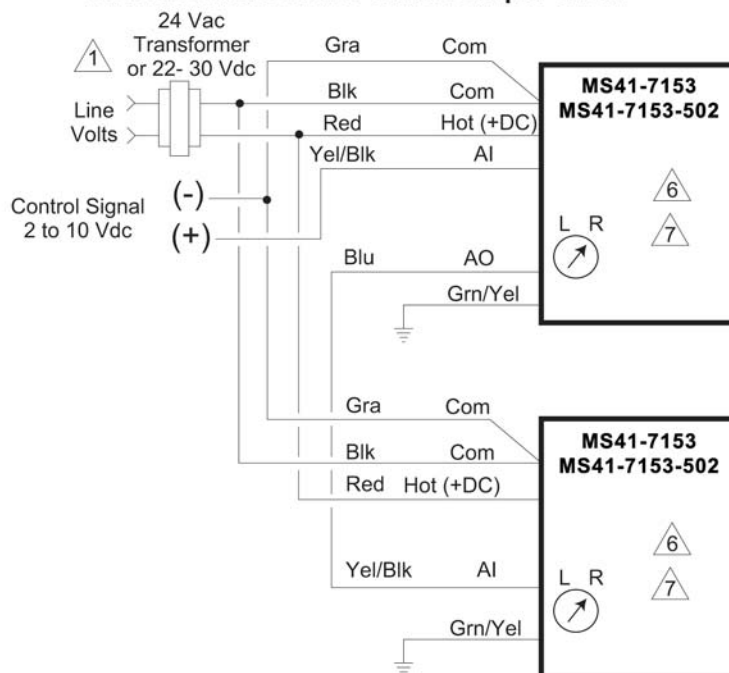 24 Vac
Transformer
or 22- 30 Vdc
1
Line
Volts
Gra Com
Blk Com
Red Hot (+DC)
Yel/Blk AI
Control Signal
2 to 10 Vdc
(-)
(+)
Blu AO
Grn/Yel
MS41-7153
MS41-7153-502
6
7
L R
Gra Com
Blk Com
Red Hot (+DC)
Yel/Blk AI
Grn/Yel
MS41-7153
MS41-7153-502
6
7
L R